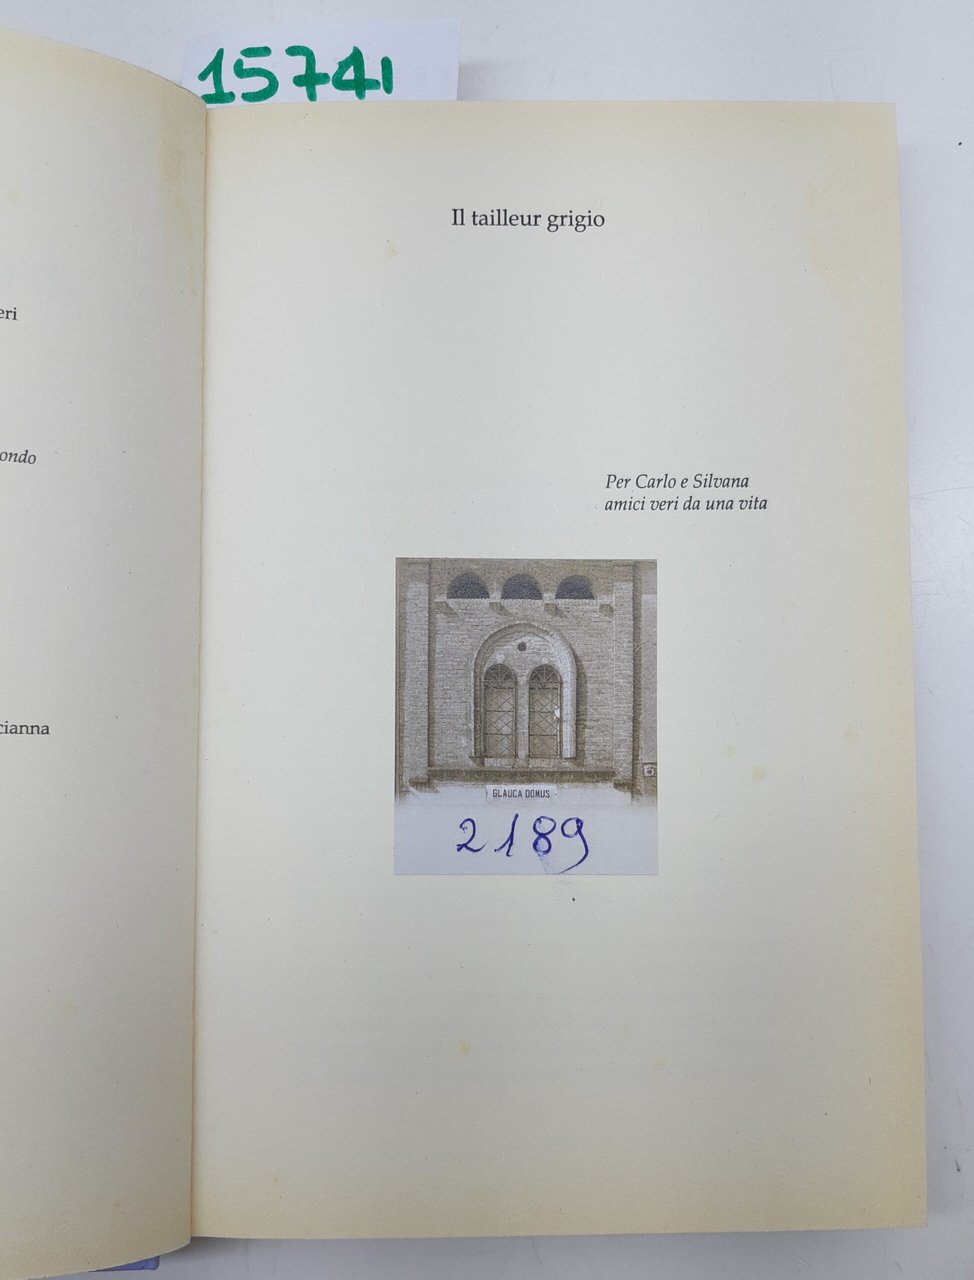 15741
Il tailleur grigio
eri
ondo
Per Carlo e Silvana
amici veri da una vita
cianna
GLAUCA DOMUS
2189